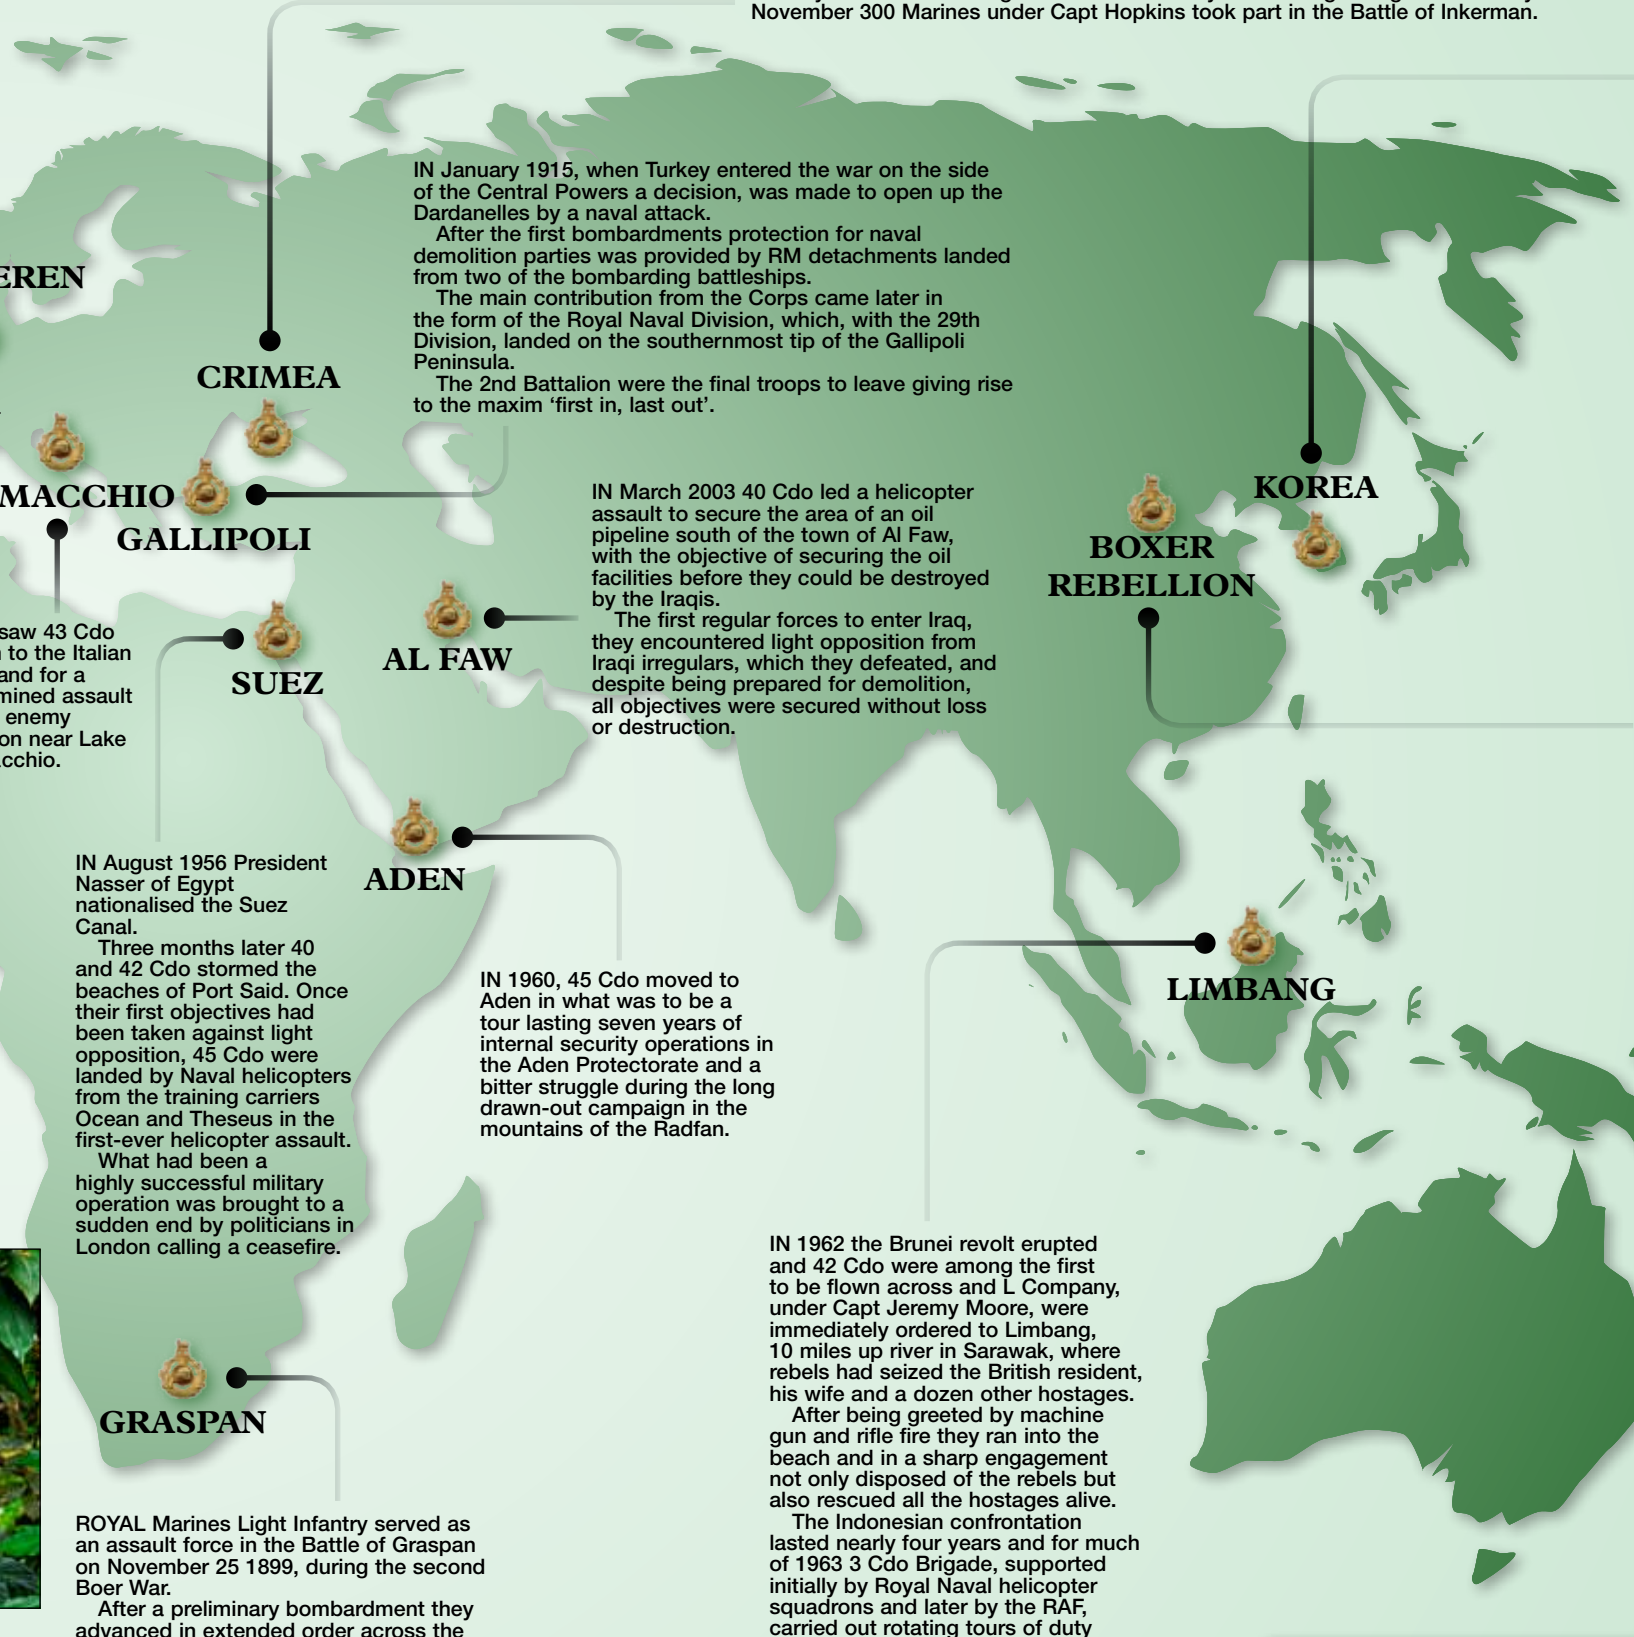 November 300 Marines under Capt Hopkins took part in the Battle of Inkerman.
IN January 1915, when Turkey entered the war on the side
of the Central Powers a decision, was made to open up the
Dardanelles by a naval attack.
After the first bombardments protection for naval
demolition parties was provided by RM detachments landed
from two of the bombarding battleships.
The main contribution from the Corps came later in
the form of the Royal Naval Division, which, with the 29th
Division, landed on the southernmost tip of the Gallipoli
Peninsula.
The 2nd Battalion were the final troops to leave giving rise
to the maxim ‘first in, last out’.
EREN
CRIMEA
MACCHIO
GALLIPOLI
KOREA
BOXER
REBELLION
IN March 2003 40 Cdo led a helicopter
assault to secure the area of an oil
pipeline south of the town of Al Faw,
with the objective of securing the oil
facilities before they could be destroyed
by the Iraqis.
The first regular forces to enter Iraq,
they encountered light opposition from
Iraqi irregulars, which they defeated, and
despite being prepared for demolition,
all objectives were secured without loss
or destruction.
AL FAW
SUEZ
saw 43 Cdo
to the Italian
and for a
mined assault
enemy
on near Lake
cchio.
ADEN
IN August 1956 President
Nasser of Egypt
nationalised the Suez
Canal.
Three months later 40
and 42 Cdo stormed the
beaches of Port Said. Once
their first objectives had
been taken against light
opposition, 45 Cdo were
landed by Naval helicopters
from the training carriers
Ocean and Theseus in the
first-ever helicopter assault.
What had been a
highly successful military
operation was brought to a
sudden end by politicians in
London calling a ceasefire.
IN 1960, 45 Cdo moved to
Aden in what was to be a
tour lasting seven years of
internal security operations in
the Aden Protectorate and a
bitter struggle during the long
drawn-out campaign in the
mountains of the Radfan.
LIMBANG
IN 1962 the Brunei revolt erupted
and 42 Cdo were among the first
to be flown across and L Company,
under Capt Jeremy Moore, were
immediately ordered to Limbang,
10 miles up river in Sarawak, where
rebels had seized the British resident,
his wife and a dozen other hostages.
After being greeted by machine
gun and rifle fire they ran into the
beach and in a sharp engagement
not only disposed of the rebels but
also rescued all the hostages alive.
The Indonesian confrontation
lasted nearly four years and for much
of 1963 3 Cdo Brigade, supported
initially by Royal Naval helicopter
squadrons and later by the RAF,
carried out rotating tours of duty
GRASPAN
ROYAL Marines Light Infantry served as
an assault force in the Battle of Graspan
on November 25 1899, during the second
Boer War.
After a preliminary bombardment they
advanced in extended order across the